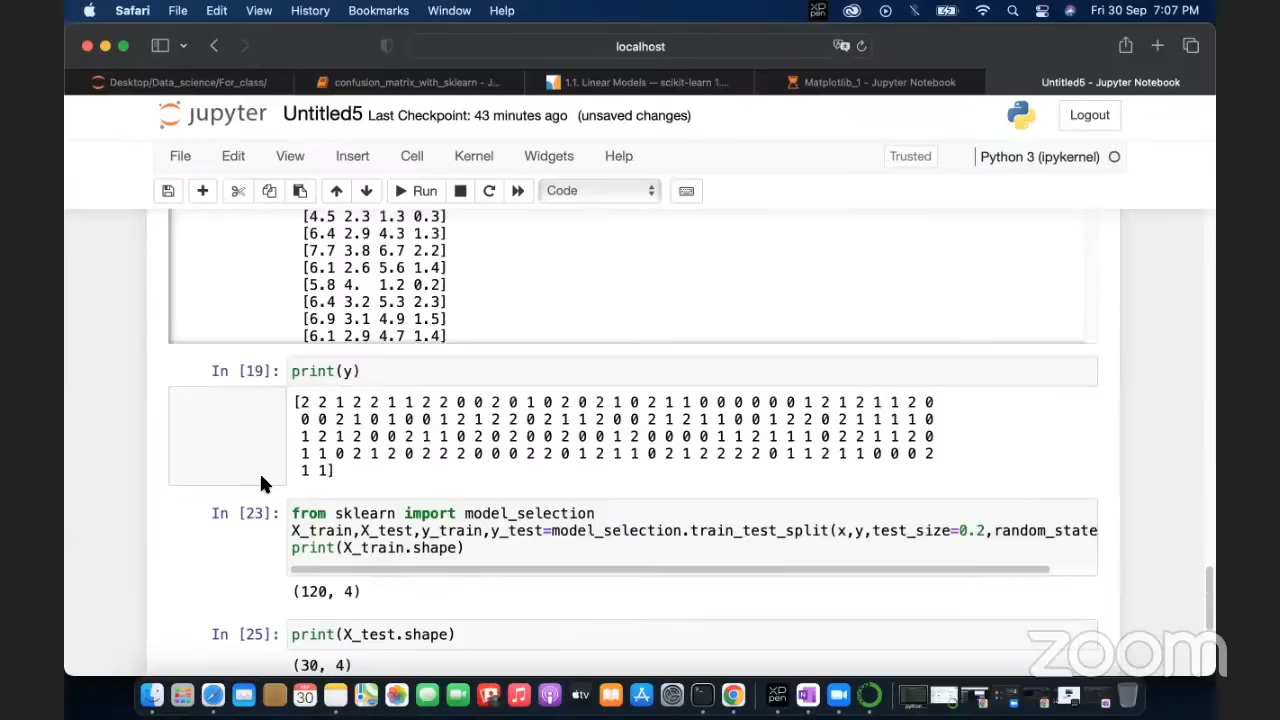 Safari File Edit View History Bookmarks Window Help XP pen Fri 30 Sep 7:07 PM
localhost
Desktop/Data_science/For_class/ confusion_matrix_with_sklearn - J... 1.1. Linear Models — scikit-learn 1.... Matplotlib_1 - Jupyter Notebook Untitled5 - Jupyter Notebook
jupyter Untitled5 Last Checkpoint: 43 minutes ago (unsaved changes) Logout
File Edit View Insert Cell Kernel Widgets Help Trusted Python 3 (ipykernel)
Run Code
[4.5 2.3 1.3 0.3]
[6.4 2.9 4.3 1.3]
[7.7 3.8 6.7 2.2]
[6.1 2.6 5.6 1.4]
[5.8 4. 1.2 0.2]
[6.4 3.2 5.3 2.3]
[6.9 3.1 4.9 1.5]
[6.1 2.9 4.7 1.4]
In [19]: print(y)
[2 2 1 2 2 1 1 2 2 0 0 2 0 1 0 2 0 2 1 0 2 1 1 0 0 0 0 0 0 1 2 1 2 1 1 2 0
0 0 2 1 0 1 0 0 1 2 1 2 2 0 2 1 1 2 0 0 2 1 2 1 1 0 0 1 2 2 0 2 1 1 1 1 0
1 2 1 2 0 0 2 1 1 0 2 0 2 0 0 2 0 0 1 2 0 0 0 0 1 1 2 1 1 1 0 2 2 1 1 2 0
1 1 0 2 1 2 0 2 2 2 0 0 0 2 2 0 1 2 1 1 0 2 1 2 2 2 2 0 1 1 2 1 1 0 0 0 2
1 1]
In [23]: from sklearn import model_selection
X_train,X_test,y_train,y_test=model_selection.train_test_split(x,y,test_size=0.2,random_state
print(X_train.shape)
(120, 4)
In [25]: print(X_test.shape)
(30, 4)
zoom